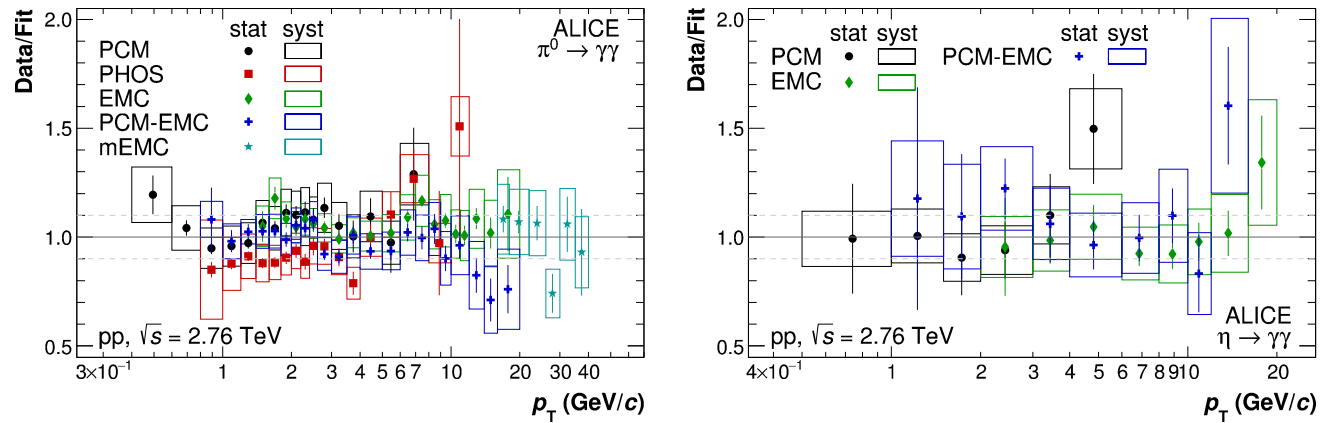 Data/Fit
2.0
1.5
1.0
0.5
stat syst
PCM
PHOS
EMC
PCM-EMC
mEMC
ALICE
π⁰ → γγ
pp, √s = 2.76 TeV
3×10⁻¹ 1 2 3 4 5 6 7 10 20 30 40
p_T (GeV/c)
Data/Fit
2.0
1.5
1.0
0.5
stat syst stat syst
PCM PCM-EMC
EMC
pp, √s = 2.76 TeV
ALICE
η → γγ
4×10⁻¹ 1 2 3 4 5 6 7 8 9 10 20
p_T (GeV/c)